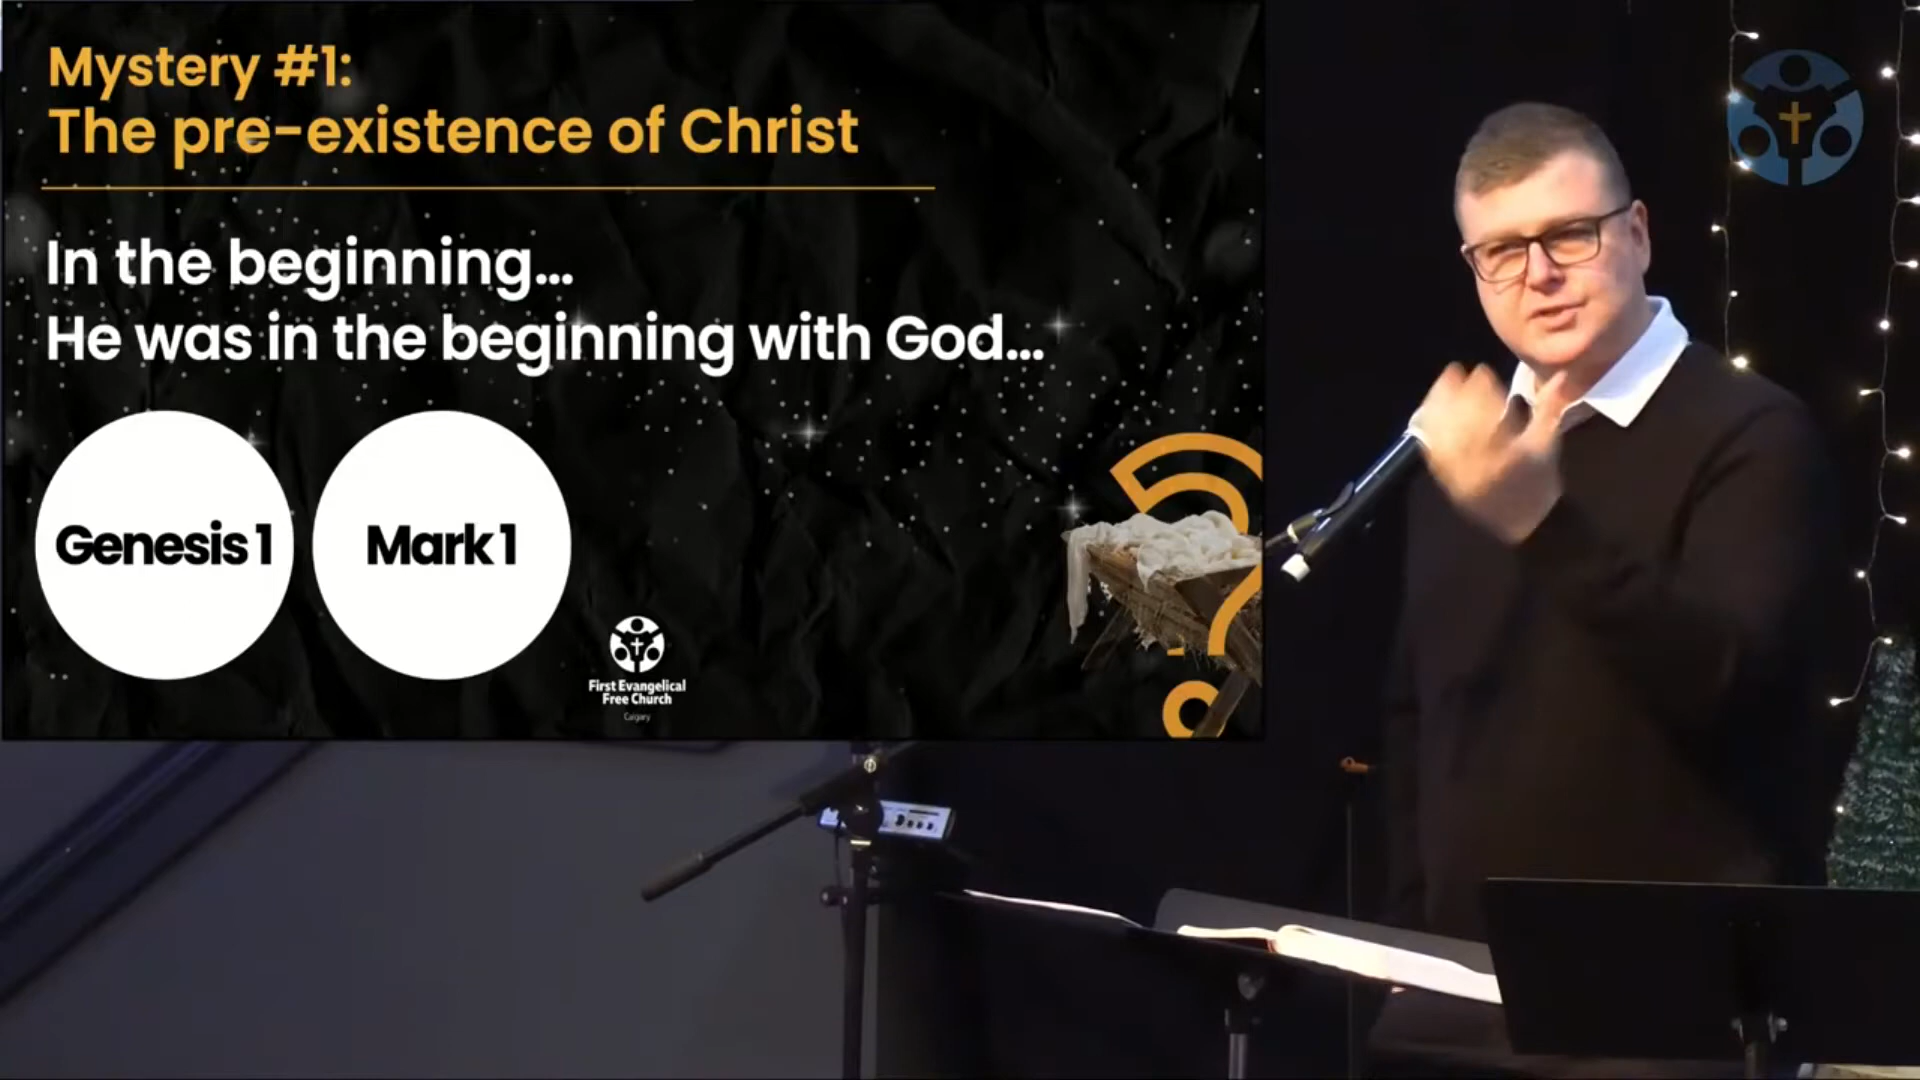 Mystery #1:
The pre-existence of Christ
In the beginning...
He was in the beginning with God...
Genesis 1
Mark 1
First Evangelical
Free Church
Calgary